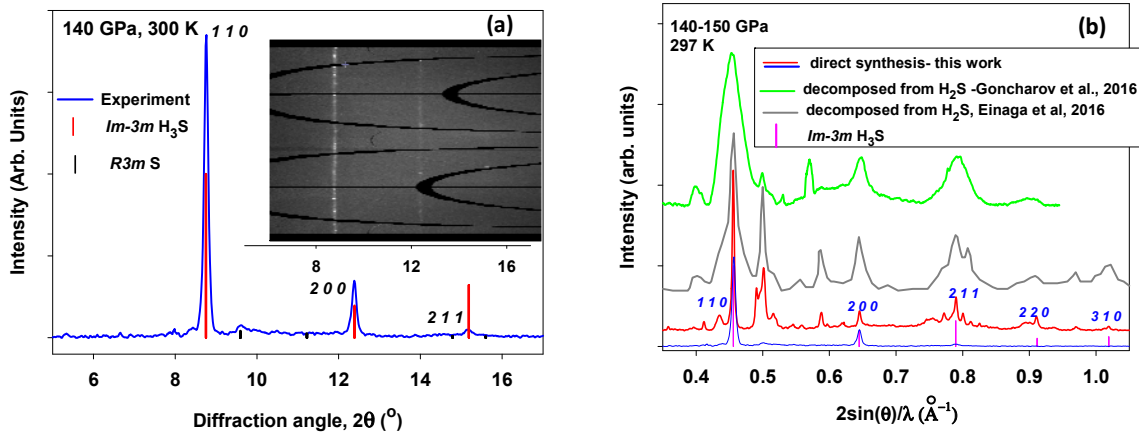 (a)
140 GPa, 300 K
1 1 0
Experiment
Im-3m H₃S
R3m S
2 0 0
2 1 1
8 12 16
6 8 10 12 14 16
Intensity (Arb. Units)
Diffraction angle, 2θ (°)
(b)
140-150 GPa
297 K
direct synthesis- this work
decomposed from H₂S -Goncharov et al., 2016
decomposed from H₂S, Einaga et al, 2016
Im-3m H₃S
1 1 0
2 0 0
2 1 1
2 2 0
3 1 0
0.4 0.5 0.6 0.7 0.8 0.9 1.0
Intensity (arb. units)
2sin(θ)/λ (Å⁻¹)